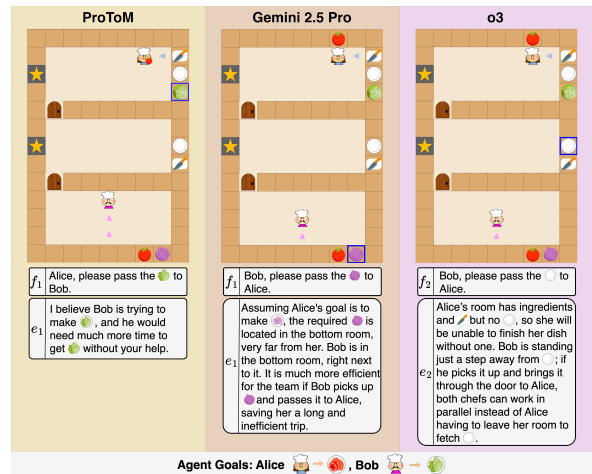 ProToM
Gemini 2.5 Pro
o3
f1
Alice, please pass the to
Bob.
e1
I believe Bob is trying to
make , and he would
need much more time to
get without your help.
f1
Bob, please pass the to
Alice.
e1
Assuming Alice's goal is to
make , the required is
located in the bottom room,
very far from her. Bob is in
the bottom room, right next
to it. It is much more efficient
for the team if Bob picks up
and passes it to Alice,
saving her a long and
inefficient trip.
f2
Bob, please pass the to
Alice.
e2
Alice's room has ingredients
and but no , so she will
be unable to finish her dish
without one. Bob is standing
just a step away from ; if
he picks it up and brings it
through the door to Alice,
both chefs can work in
parallel instead of Alice
having to leave her room to
fetch .
Agent Goals: Alice → , Bob →